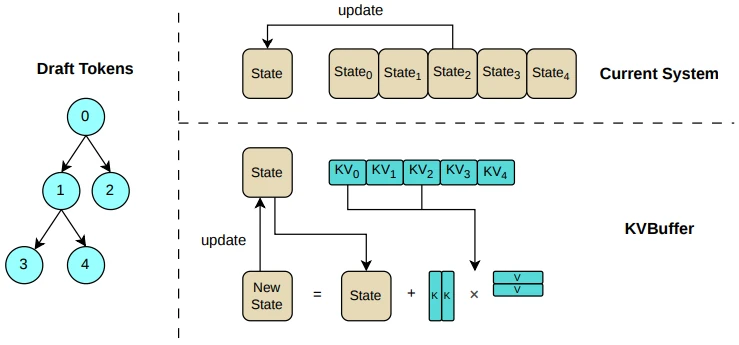 Draft Tokens
0
1
2
3
4
update
State
State₀ State₁ State₂ State₃ State₄
Current System
State
KV₀ KV₁ KV₂ KV₃ KV₄
update
KVBuffer
New
State
=
State
+
K K
×
V
V